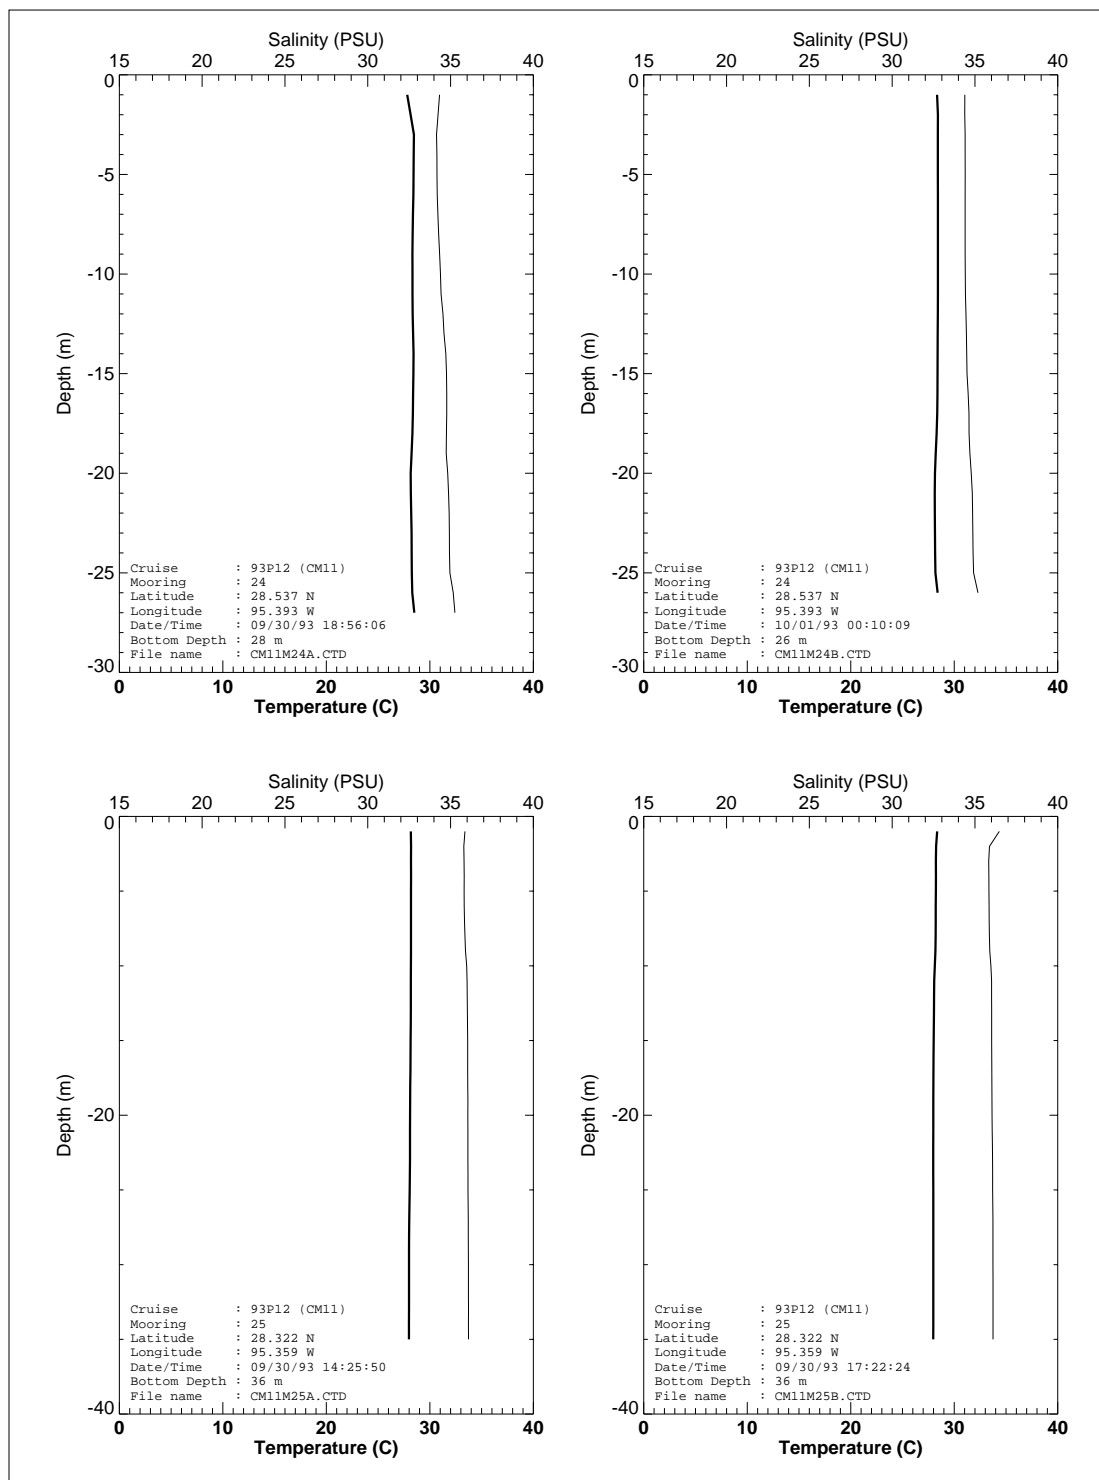 Salinity (PSU)
15 20 25 30 35 40
0
-5
-10
-15
-20
-25
-30
Depth (m)
Cruise : 93P12 (CM11)
Mooring : 24
Latitude : 28.537 N
Longitude : 95.393 W
Date/Time : 09/30/93 18:56:06
Bottom Depth : 28 m
File name : CM11M24A.CTD
0 10 20 30 40
Temperature (C)
Salinity (PSU)
15 20 25 30 35 40
0
-5
-10
-15
-20
-25
-30
Depth (m)
Cruise : 93P12 (CM11)
Mooring : 24
Latitude : 28.537 N
Longitude : 95.393 W
Date/Time : 10/01/93 00:10:09
Bottom Depth : 26 m
File name : CM11M24B.CTD
0 10 20 30 40
Temperature (C)
Salinity (PSU)
15 20 25 30 35 40
0
-20
-40
Depth (m)
Cruise : 93P12 (CM11)
Mooring : 25
Latitude : 28.322 N
Longitude : 95.359 W
Date/Time : 09/30/93 14:25:50
Bottom Depth : 36 m
File name : CM11M25A.CTD
0 10 20 30 40
Temperature (C)
Salinity (PSU)
15 20 25 30 35 40
0
-20
-40
Depth (m)
Cruise : 93P12 (CM11)
Mooring : 25
Latitude : 28.322 N
Longitude : 95.359 W
Date/Time : 09/30/93 17:22:24
Bottom Depth : 36 m
File name : CM11M25B.CTD
0 10 20 30 40
Temperature (C)